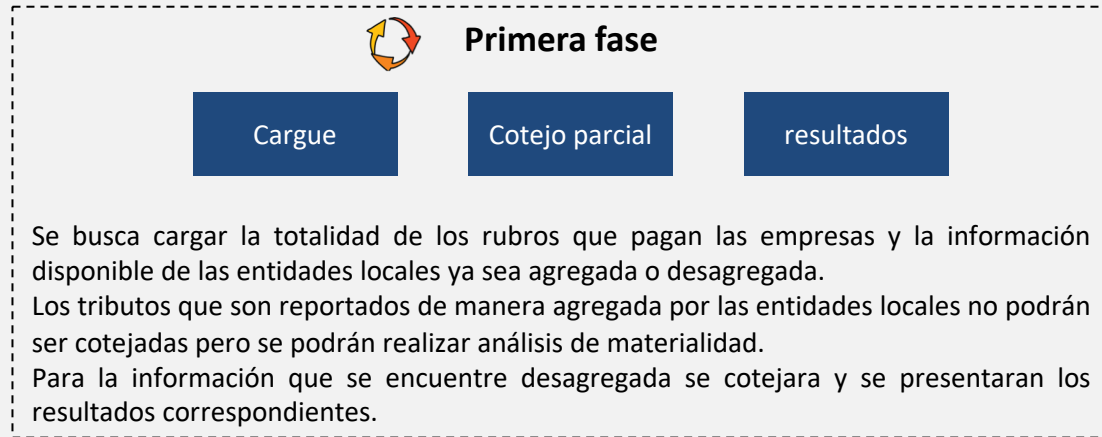 Primera fase
Cargue
Cotejo parcial
resultados
Se busca cargar la totalidad de los rubros que pagan las empresas y la información
disponible de las entidades locales ya sea agregada o desagregada.
Los tributos que son reportados de manera agregada por las entidades locales no podrán
ser cotejadas pero se podrán realizar análisis de materialidad.
Para la información que se encuentre desagregada se cotejara y se presentaran los
resultados correspondientes.